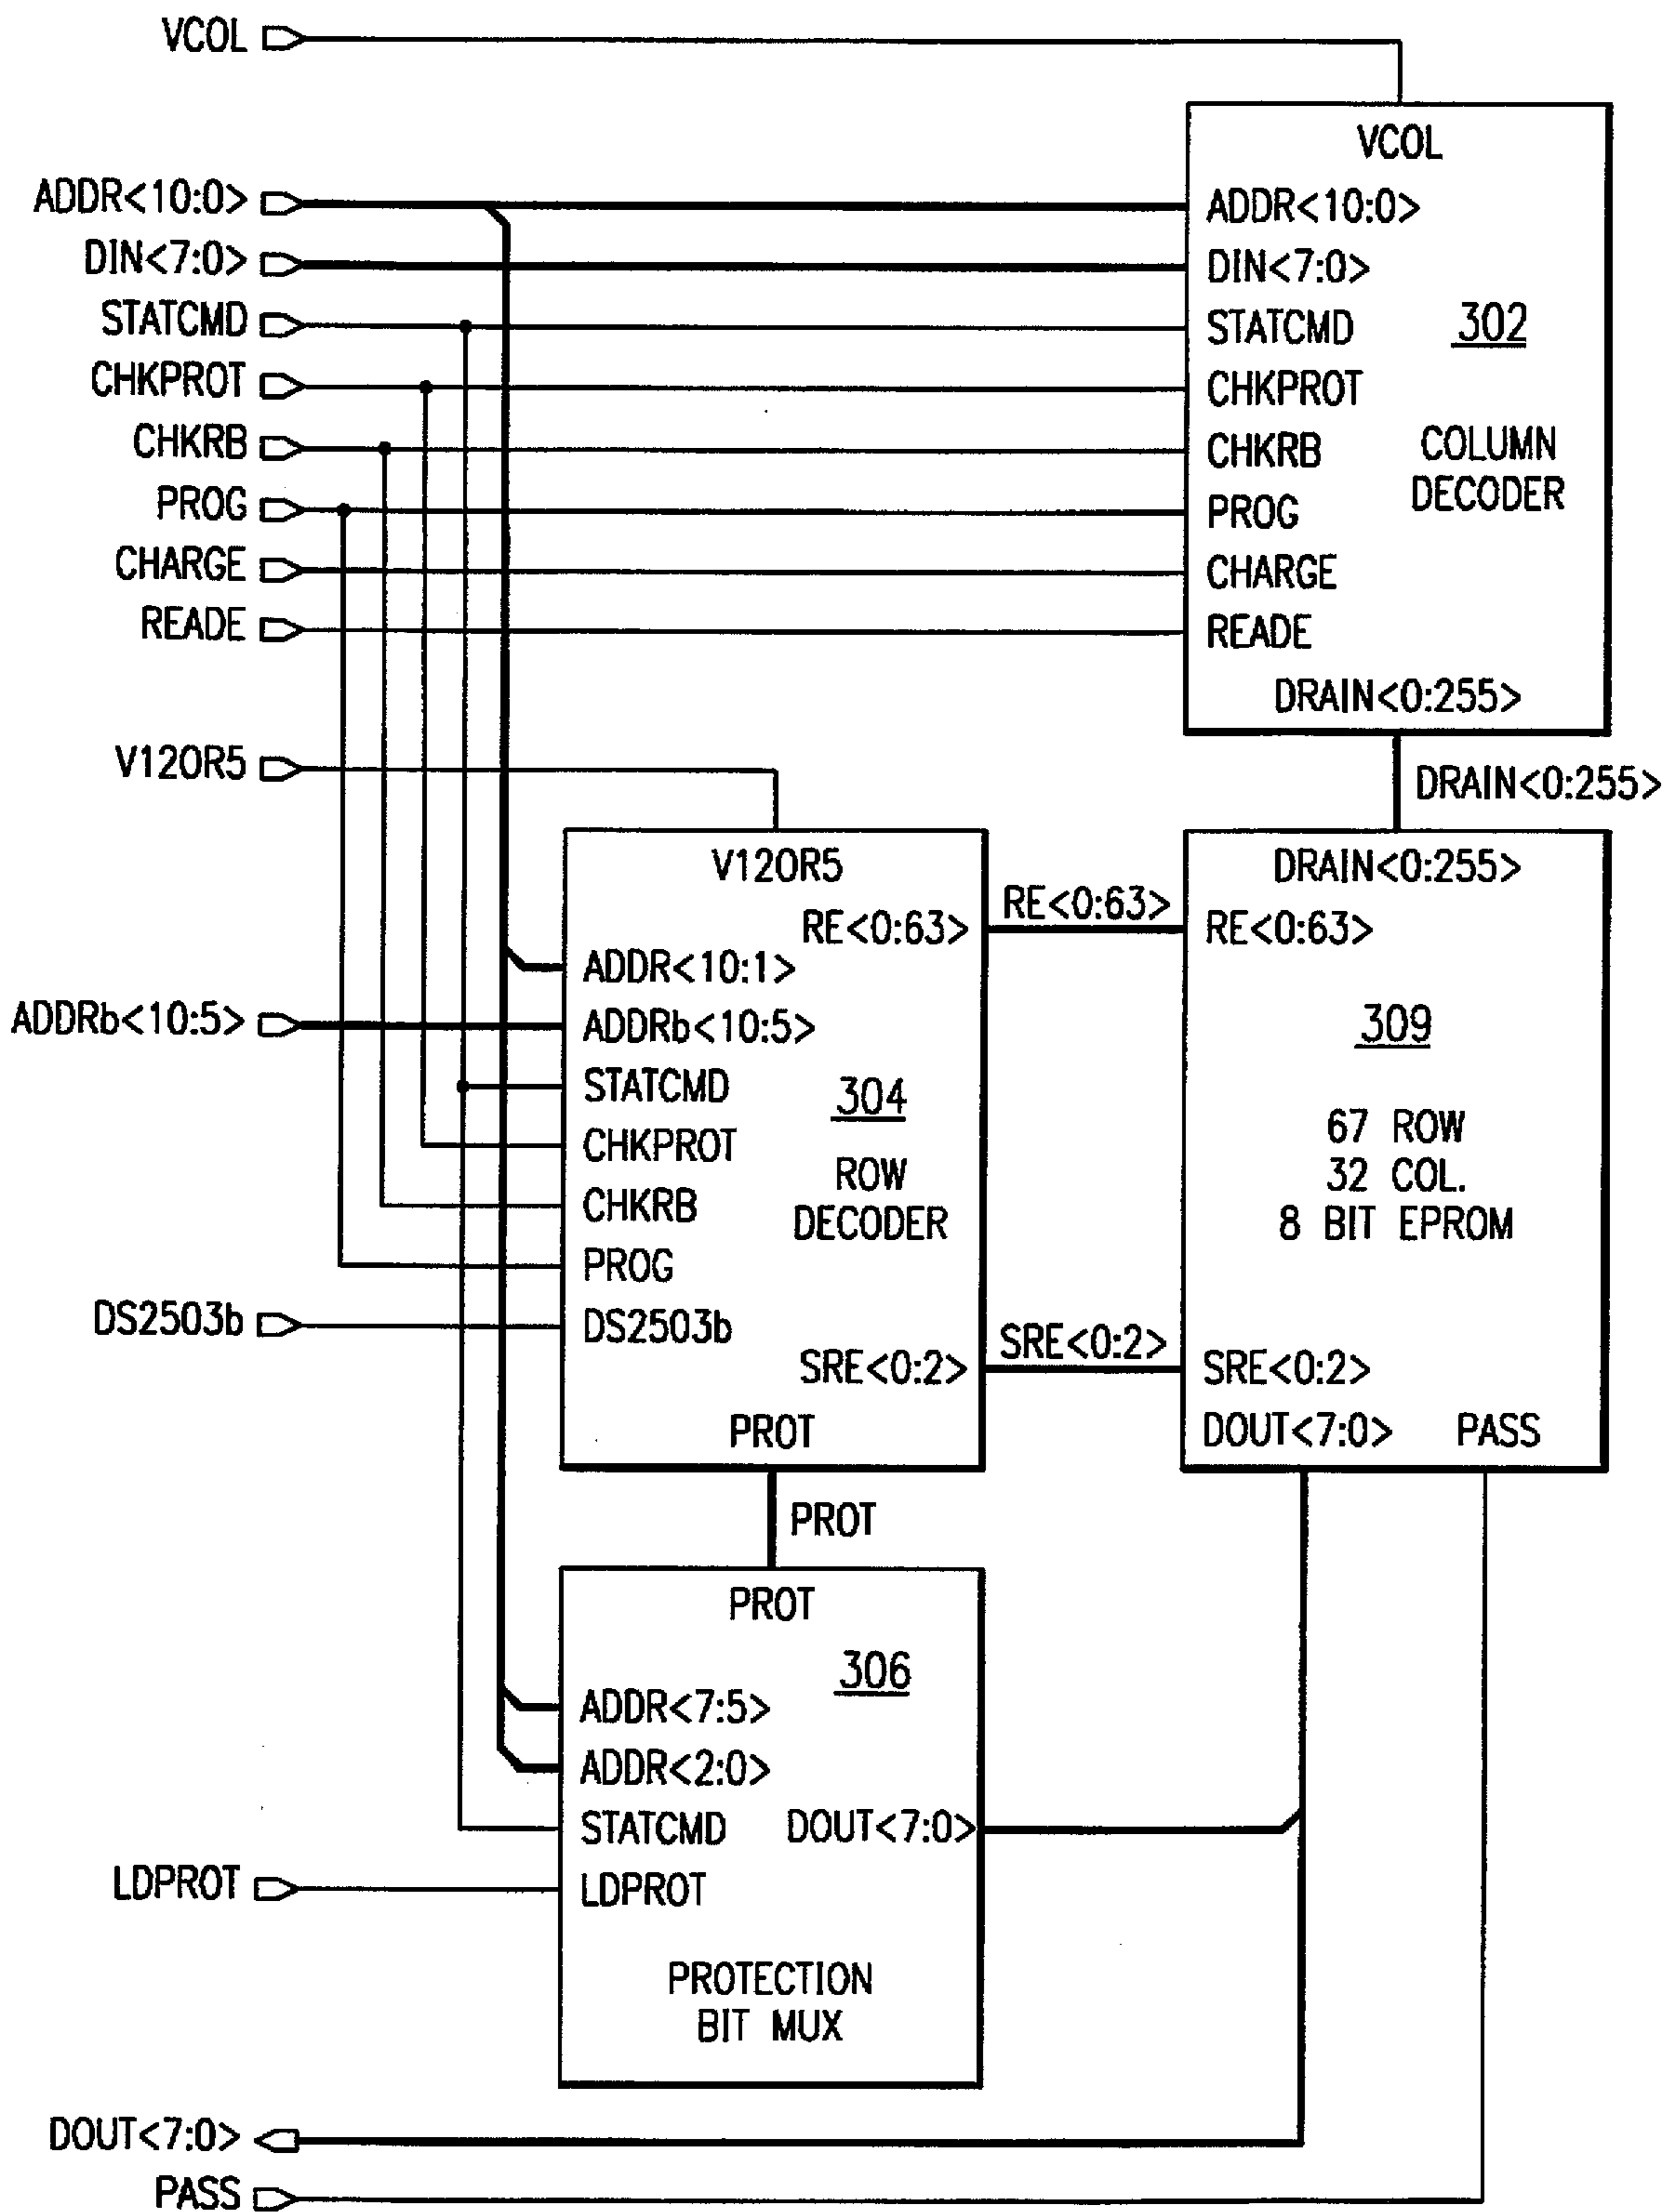 VCOL
VCOL
ADDR<10:0>
ADDR<10:0>
DIN<7:0>
DIN<7:0>
STATCMD
STATCMD
302
CHKPROT
CHKPROT
CHKRB
CHKRB
COLUMN
DECODER
PROG
PROG
CHARGE
CHARGE
READE
READE
DRAIN<0:255>
DRAIN<0:255>
V12OR5
V12OR5
RE<0:63>
RE<0:63>
ADDR<10:1>
ADDRb<10:5>
ADDRb<10:5>
STATCMD
304
CHKPROT
ROW
DECODER
CHKRB
PROG
DS2503b
DS2503b
SRE<0:2>
SRE<0:2>
PROT
DRAIN<0:255>
RE<0:63>
309
67 ROW
32 COL.
8 BIT EPROM
SRE<0:2>
DOUT<7:0>
PASS
PROT
PROT
306
ADDR<7:5>
ADDR<2:0>
STATCMD
DOUT<7:0>
LDPROT
LDPROT
PROTECTION
BIT MUX
DOUT<7:0>
PASS